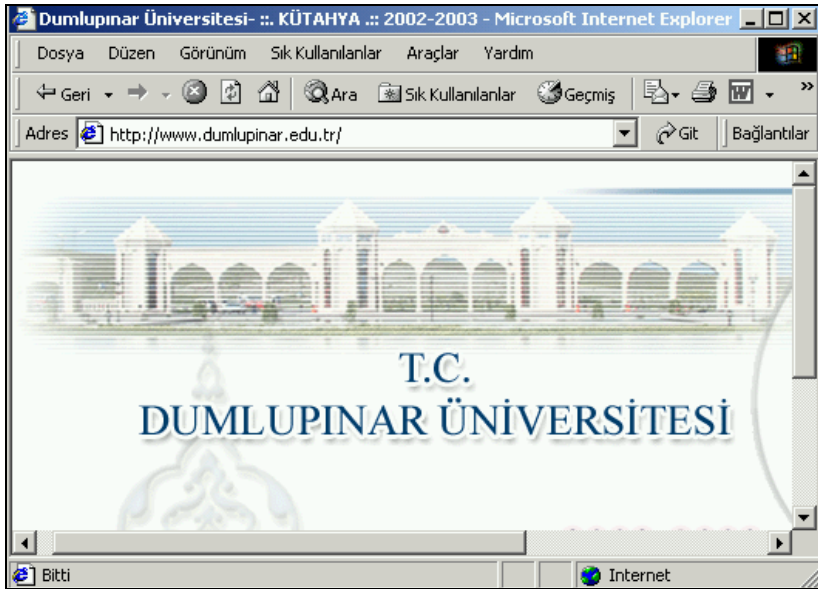 Dumlupınar Üniversitesi- ::. KÜTAHYA .:: 2002-2003 - Microsoft Internet Explorer
Dosya Düzen Görünüm Sık Kullanılanlar Araçlar Yardım
Geri Ara Sık Kullanılanlar Geçmiş »
Adres http://www.dumlupinar.edu.tr/ Git Bağlantılar
T.C.
DUMLUPINAR ÜNİVERSİTESİ
Bitti Internet